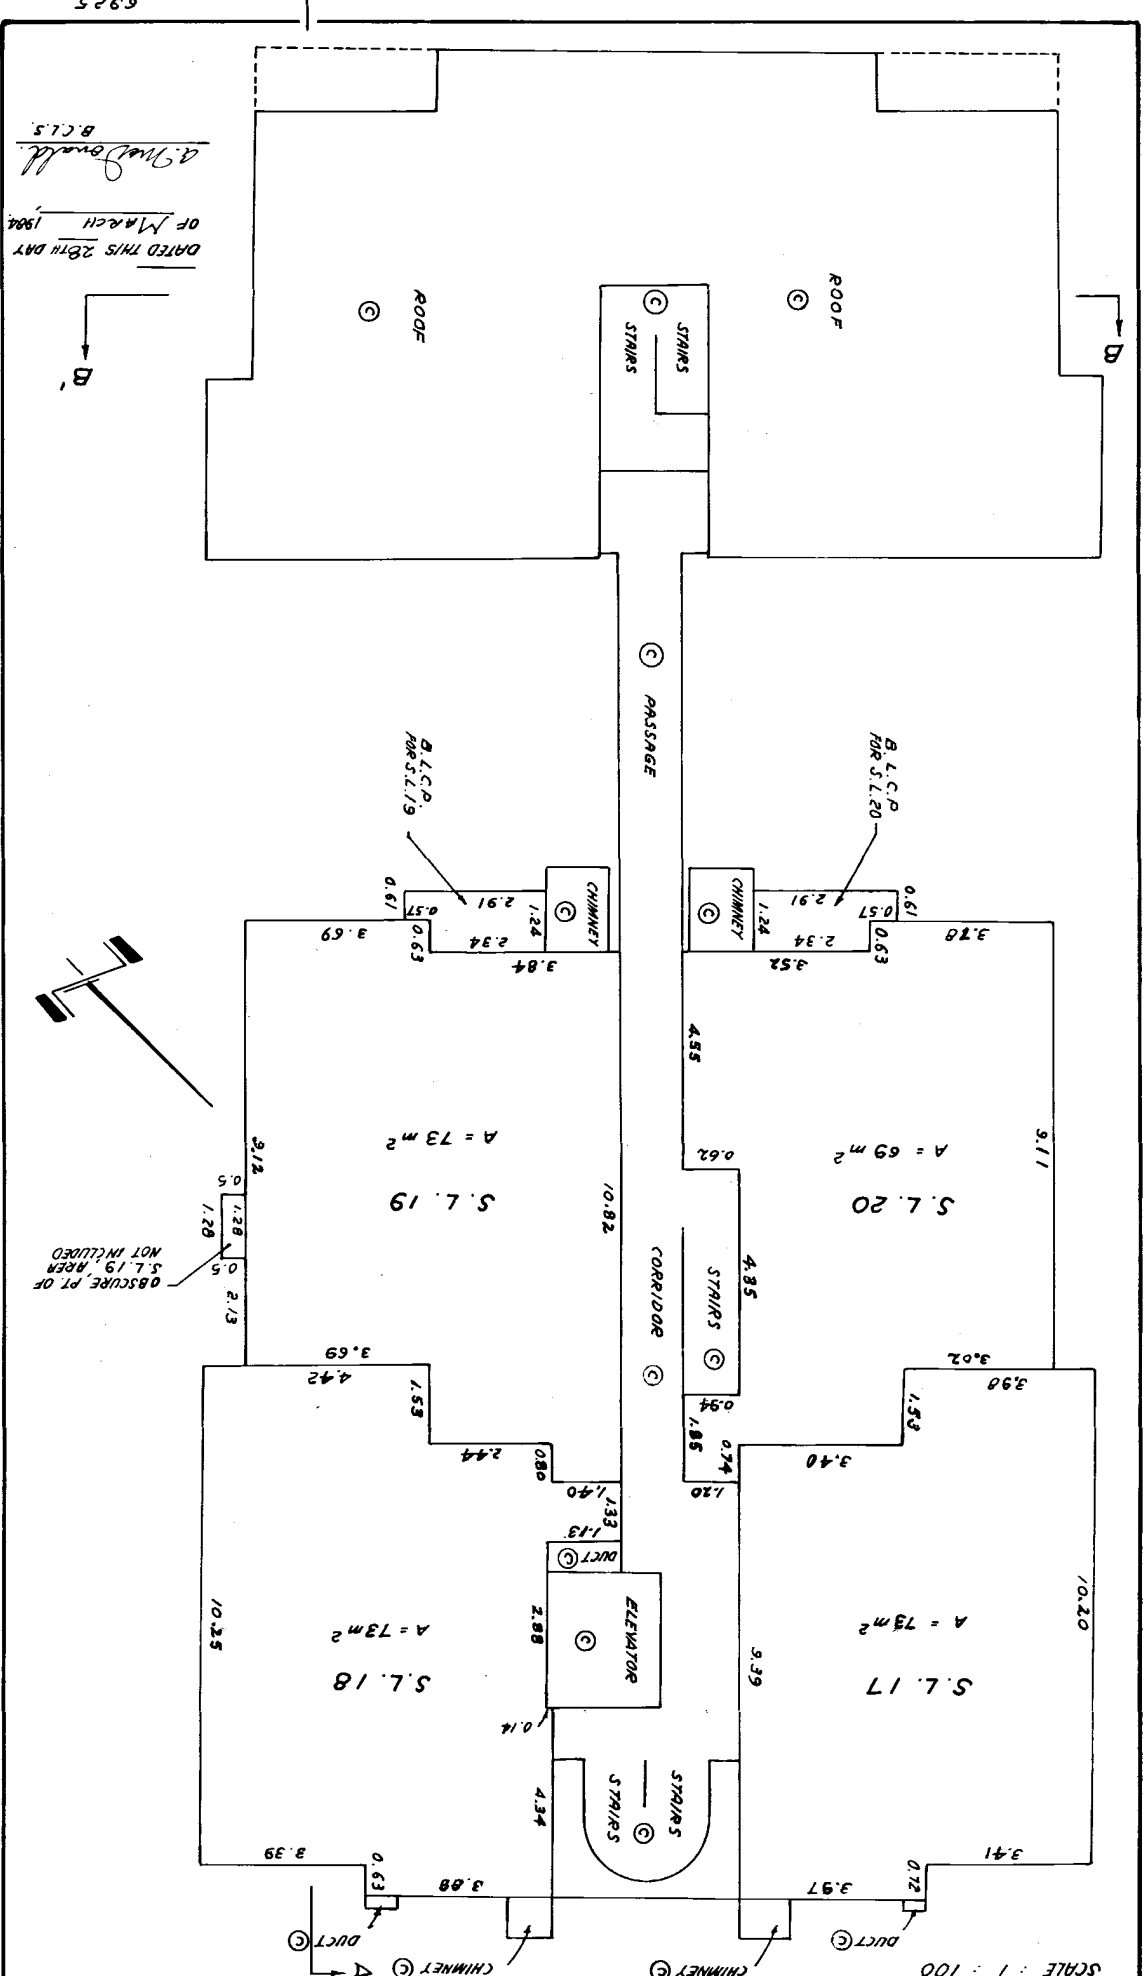 SCALE : 1 : 100
DUCT ©
CHIMNEY ©
CHIMNEY ©
DUCT ©
A
0.72
3.97
3.88
0.63
3.41
3.39
STAIRS
©
STAIRS
4.34
0.14
S.L. 17
A = 73 m²
10.20
9.39
ELEVATOR
©
2.88
S.L. 18
A = 73 m²
10.25
DUCT ©
1.13
1.33
1.20
0.74
1.85
0.94
1.40
0.80
2.44
3.40
1.53
1.53
3.98
3.02
4.42
3.69
STAIRS ©
4.85
CORRIDOR ©
10.82
2.13
0.5
1.28
1.28
0.5
OBSCURE, PT. OF
S.L. 19, AREA
NOT INCLUDED
S.L. 20
A = 69 m²
9.11
0.62
4.55
S.L. 19
A = 73 m²
9.12
3.78
0.63
3.52
2.34
0.57
0.61
2.91
1.24
CHIMNEY
©
3.84
2.34
0.63
3.69
0.57
0.61
2.91
1.24
CHIMNEY
©
B.L.C.P
FOR S.L.20
B.L.C.P.
FOR S.L.19
PASSAGE
©
STAIRS
STAIRS
©
ROOF
©
ROOF
©
B
B'
DATED THIS 28TH DAY
OF MARCH 1984,
A. McDonald.
B.C.L.S.
6925